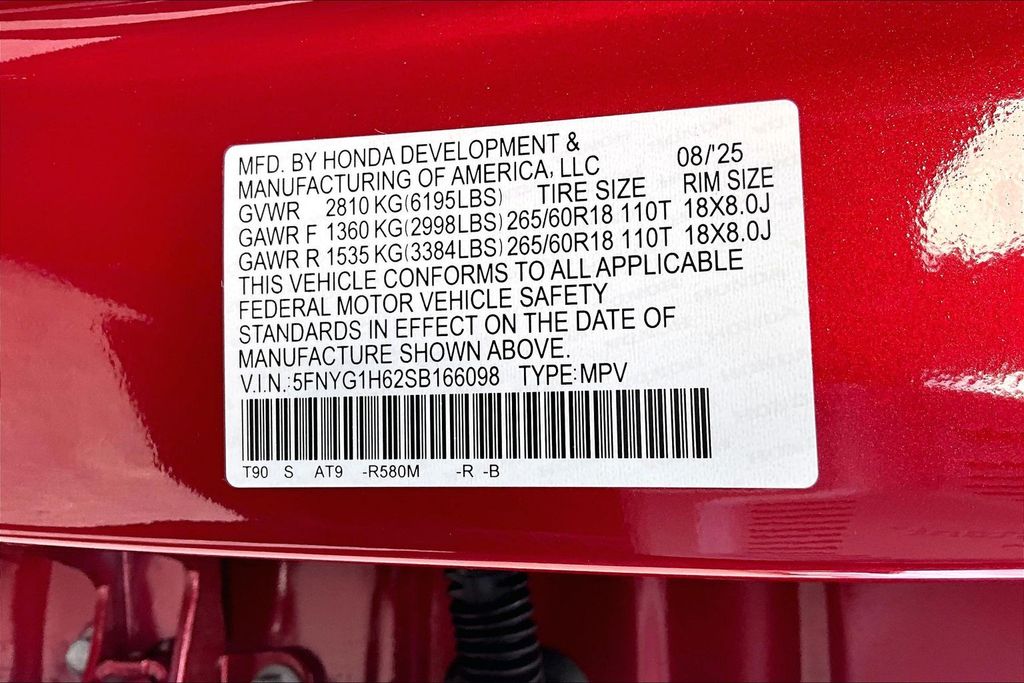 MFD. BY HONDA DEVELOPMENT &
MANUFACTURING OF AMERICA, LLC 08/'25
GVWR 2810 KG(6195LBS) TIRE SIZE RIM SIZE
GAWR F 1360 KG(2998LBS) 265/60R18 110T 18X8.0J
GAWR R 1535 KG(3384LBS) 265/60R18 110T 18X8.0J
THIS VEHICLE CONFORMS TO ALL APPLICABLE
FEDERAL MOTOR VEHICLE SAFETY
STANDARDS IN EFFECT ON THE DATE OF
MANUFACTURE SHOWN ABOVE.
V.I.N.:5FNYG1H62SB166098 TYPE:MPV
T90 S AT9 -R580M -R -B